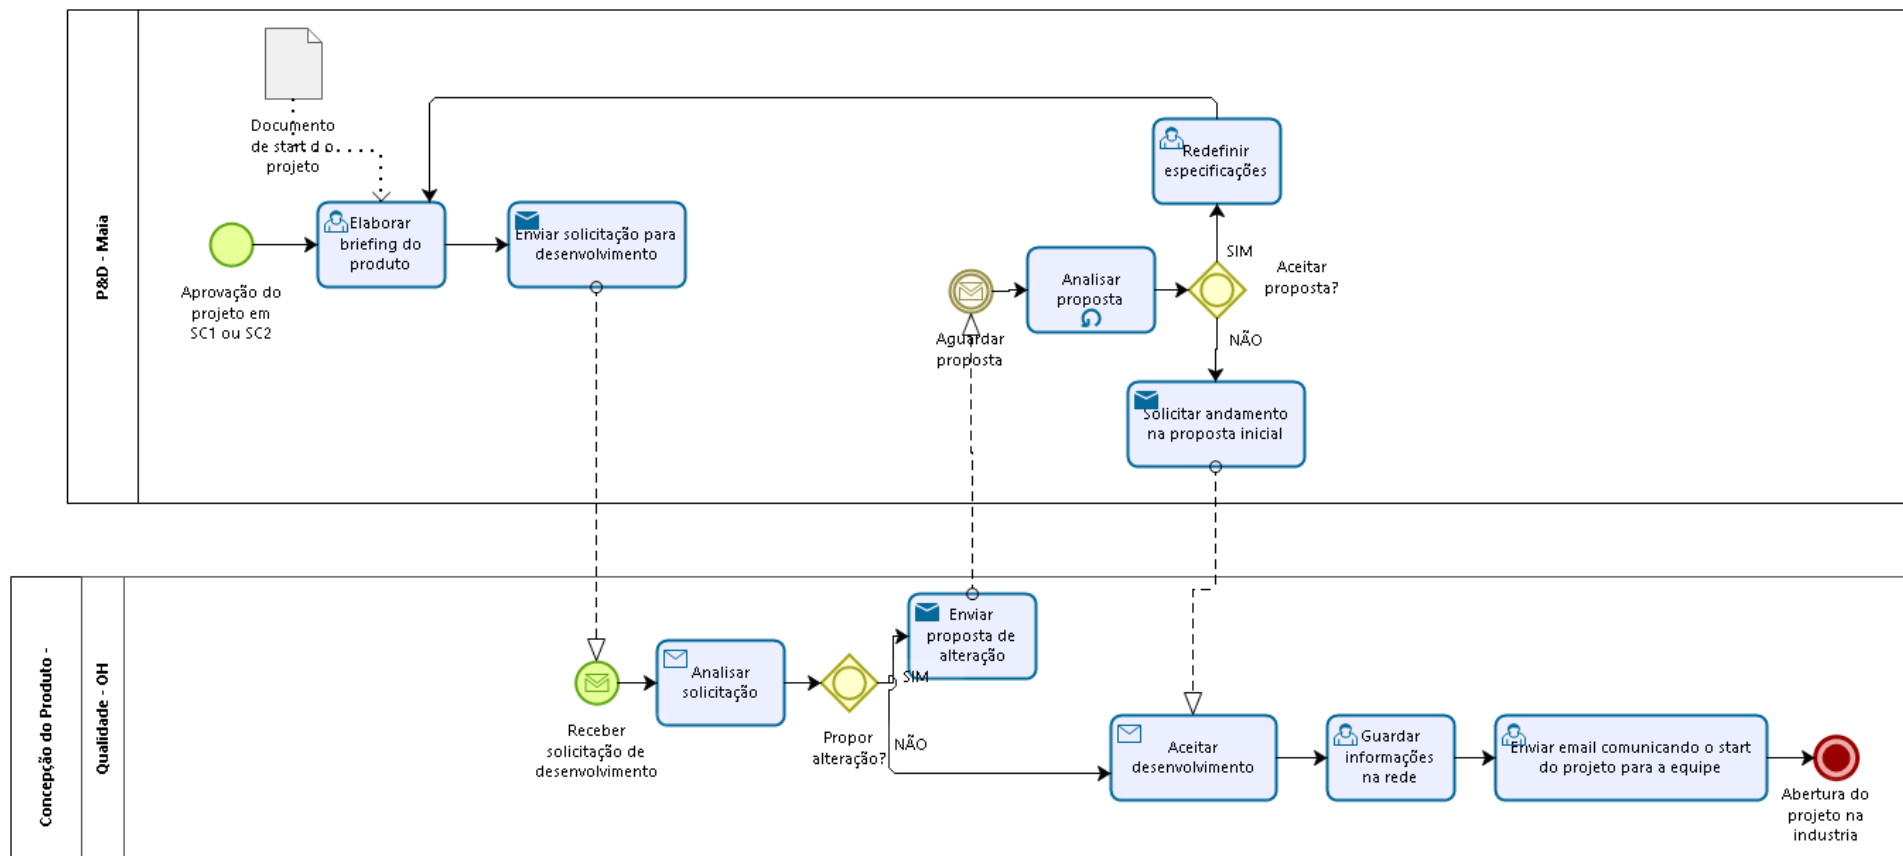 P&D - Maia
Documento
de start d o
projeto
Aprovação do
projeto em
SC1 ou SC2
Elaborar
briefing do
produto
Enviar solicitação para
desenvolvimento
Aguardar
proposta
Analisar
proposta
Redefinir
especificações
SIM
Aceitar
proposta?
NÃO
Solicitar andamento
na proposta inicial
Concepção do Produto -
Qualidade - OH
Receber
solicitação de
desenvolvimento
Analisar
solicitação
Propor
alteração?
SIM
NÃO
Enviar
proposta de
alteração
Aceitar
desenvolvimento
Guardar
informações
na rede
Enviar email comunicando o start
do projeto para a equipe
Abertura do
projeto na
industria